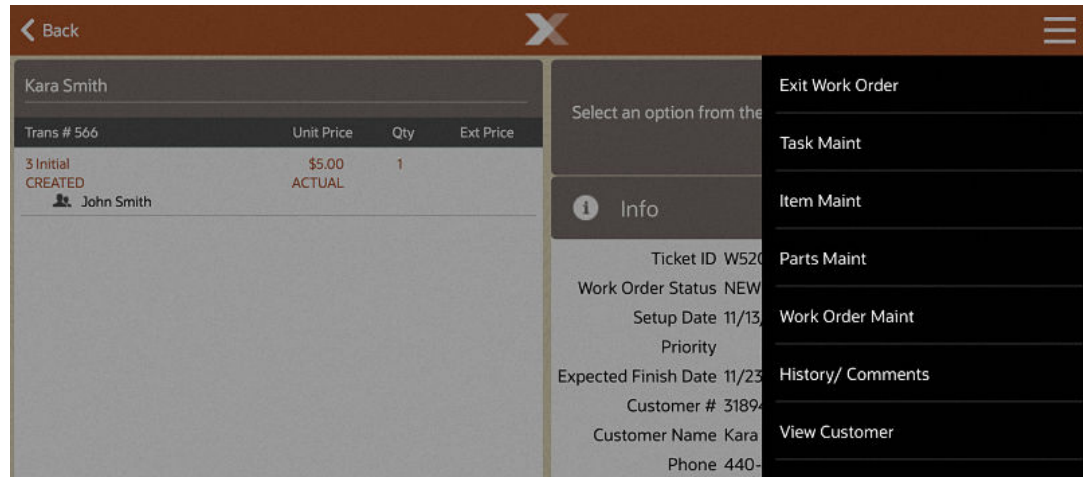 Back
Kara Smith
Trans # 566 Unit Price Qty Ext Price
3 Initial $5.00 1
CREATED ACTUAL
John Smith
Select an option from the
Info
Ticket ID W520
Work Order Status NEW
Setup Date 11/13/
Priority
Expected Finish Date 11/23
Customer # 31894
Customer Name Kara
Phone 440-
Exit Work Order
Task Maint
Item Maint
Parts Maint
Work Order Maint
History/ Comments
View Customer